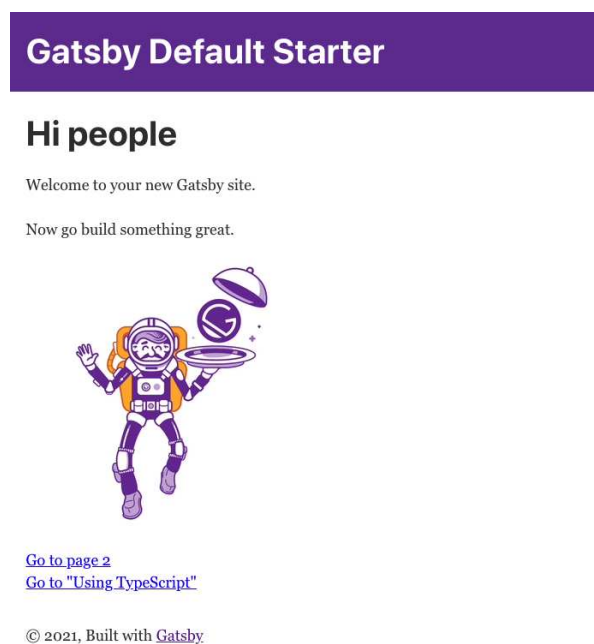 Gatsby Default Starter
Hi people
Welcome to your new Gatsby site.
Now go build something great.
Go to page 2
Go to "Using TypeScript"
© 2021, Built with Gatsby